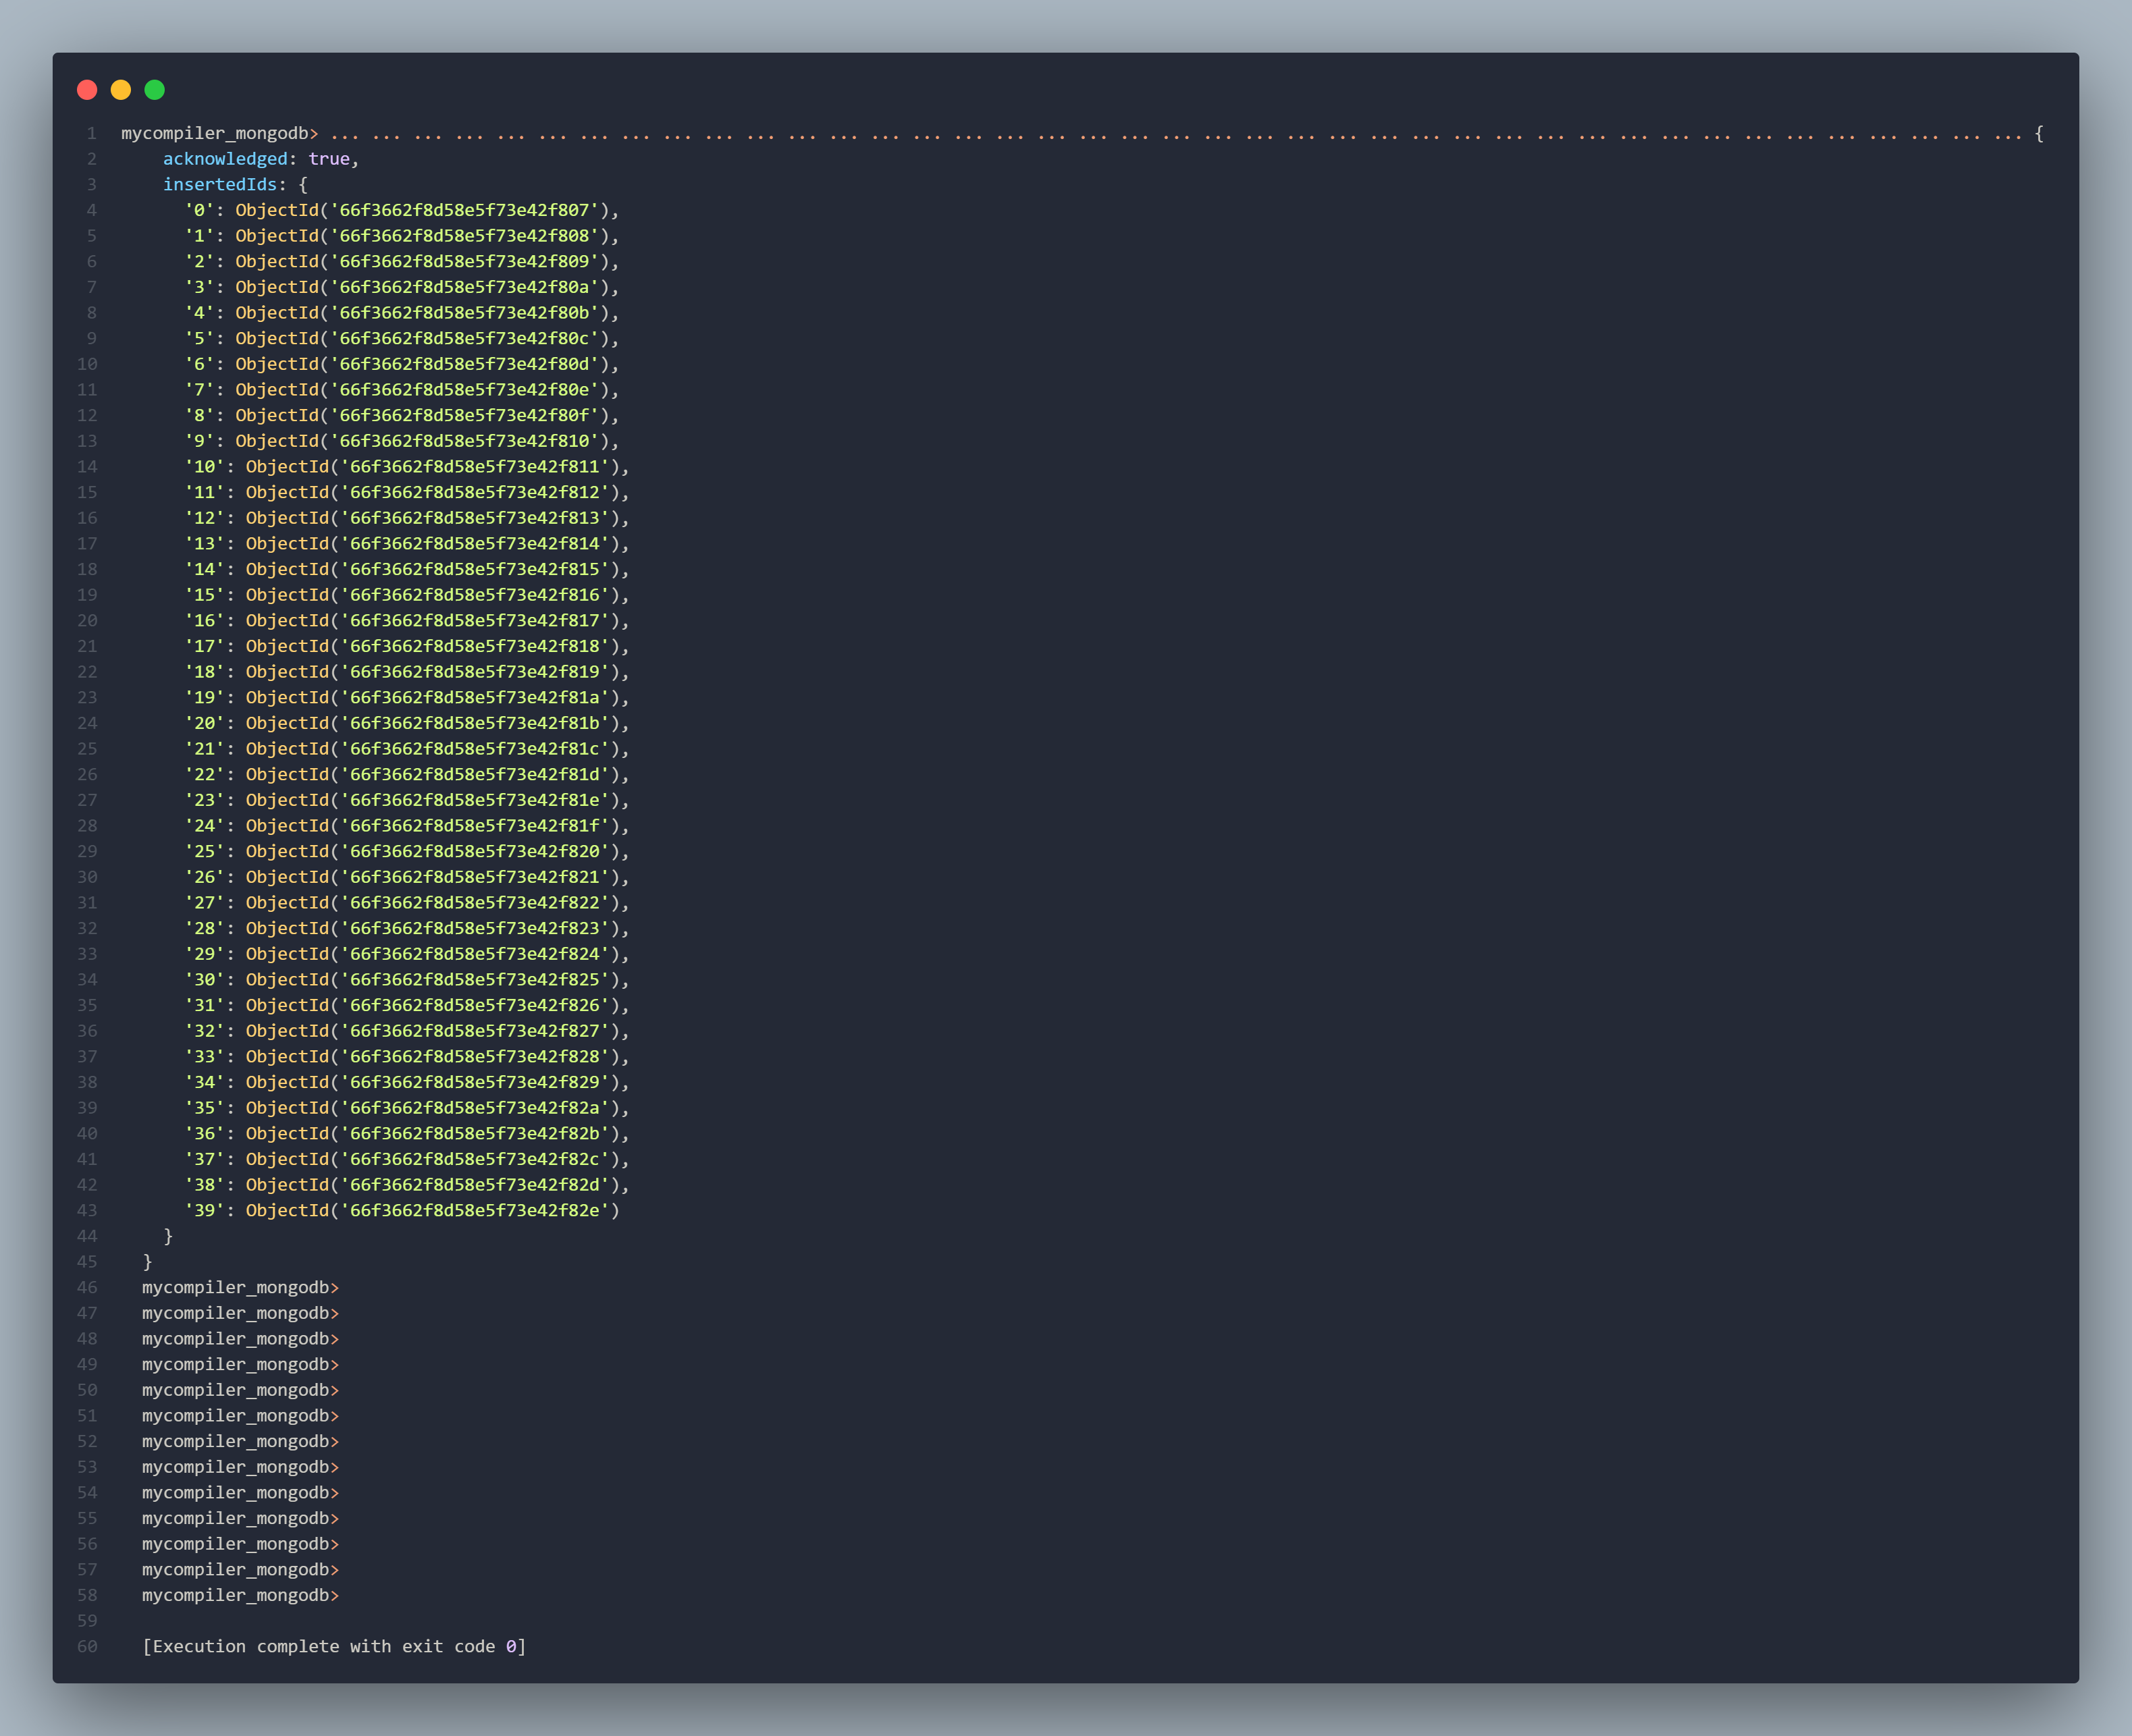 1 mycompiler_mongodb> ... ... ... ... ... ... ... ... ... ... ... ... ... ... ... ... ... ... ... ... ... ... ... ... ... ... ... ... ... ... ... ... ... ... ... ... ... ... ... ... ... {
2 acknowledged: true,
3 insertedIds: {
4 '0': ObjectId('66f3662f8d58e5f73e42f807'),
5 '1': ObjectId('66f3662f8d58e5f73e42f808'),
6 '2': ObjectId('66f3662f8d58e5f73e42f809'),
7 '3': ObjectId('66f3662f8d58e5f73e42f80a'),
8 '4': ObjectId('66f3662f8d58e5f73e42f80b'),
9 '5': ObjectId('66f3662f8d58e5f73e42f80c'),
10 '6': ObjectId('66f3662f8d58e5f73e42f80d'),
11 '7': ObjectId('66f3662f8d58e5f73e42f80e'),
12 '8': ObjectId('66f3662f8d58e5f73e42f80f'),
13 '9': ObjectId('66f3662f8d58e5f73e42f810'),
14 '10': ObjectId('66f3662f8d58e5f73e42f811'),
15 '11': ObjectId('66f3662f8d58e5f73e42f812'),
16 '12': ObjectId('66f3662f8d58e5f73e42f813'),
17 '13': ObjectId('66f3662f8d58e5f73e42f814'),
18 '14': ObjectId('66f3662f8d58e5f73e42f815'),
19 '15': ObjectId('66f3662f8d58e5f73e42f816'),
20 '16': ObjectId('66f3662f8d58e5f73e42f817'),
21 '17': ObjectId('66f3662f8d58e5f73e42f818'),
22 '18': ObjectId('66f3662f8d58e5f73e42f819'),
23 '19': ObjectId('66f3662f8d58e5f73e42f81a'),
24 '20': ObjectId('66f3662f8d58e5f73e42f81b'),
25 '21': ObjectId('66f3662f8d58e5f73e42f81c'),
26 '22': ObjectId('66f3662f8d58e5f73e42f81d'),
27 '23': ObjectId('66f3662f8d58e5f73e42f81e'),
28 '24': ObjectId('66f3662f8d58e5f73e42f81f'),
29 '25': ObjectId('66f3662f8d58e5f73e42f820'),
30 '26': ObjectId('66f3662f8d58e5f73e42f821'),
31 '27': ObjectId('66f3662f8d58e5f73e42f822'),
32 '28': ObjectId('66f3662f8d58e5f73e42f823'),
33 '29': ObjectId('66f3662f8d58e5f73e42f824'),
34 '30': ObjectId('66f3662f8d58e5f73e42f825'),
35 '31': ObjectId('66f3662f8d58e5f73e42f826'),
36 '32': ObjectId('66f3662f8d58e5f73e42f827'),
37 '33': ObjectId('66f3662f8d58e5f73e42f828'),
38 '34': ObjectId('66f3662f8d58e5f73e42f829'),
39 '35': ObjectId('66f3662f8d58e5f73e42f82a'),
40 '36': ObjectId('66f3662f8d58e5f73e42f82b'),
41 '37': ObjectId('66f3662f8d58e5f73e42f82c'),
42 '38': ObjectId('66f3662f8d58e5f73e42f82d'),
43 '39': ObjectId('66f3662f8d58e5f73e42f82e')
44 }
45 }
46 mycompiler_mongodb>
47 mycompiler_mongodb>
48 mycompiler_mongodb>
49 mycompiler_mongodb>
50 mycompiler_mongodb>
51 mycompiler_mongodb>
52 mycompiler_mongodb>
53 mycompiler_mongodb>
54 mycompiler_mongodb>
55 mycompiler_mongodb>
56 mycompiler_mongodb>
57 mycompiler_mongodb>
58 mycompiler_mongodb>
59
60 [Execution complete with exit code 0]